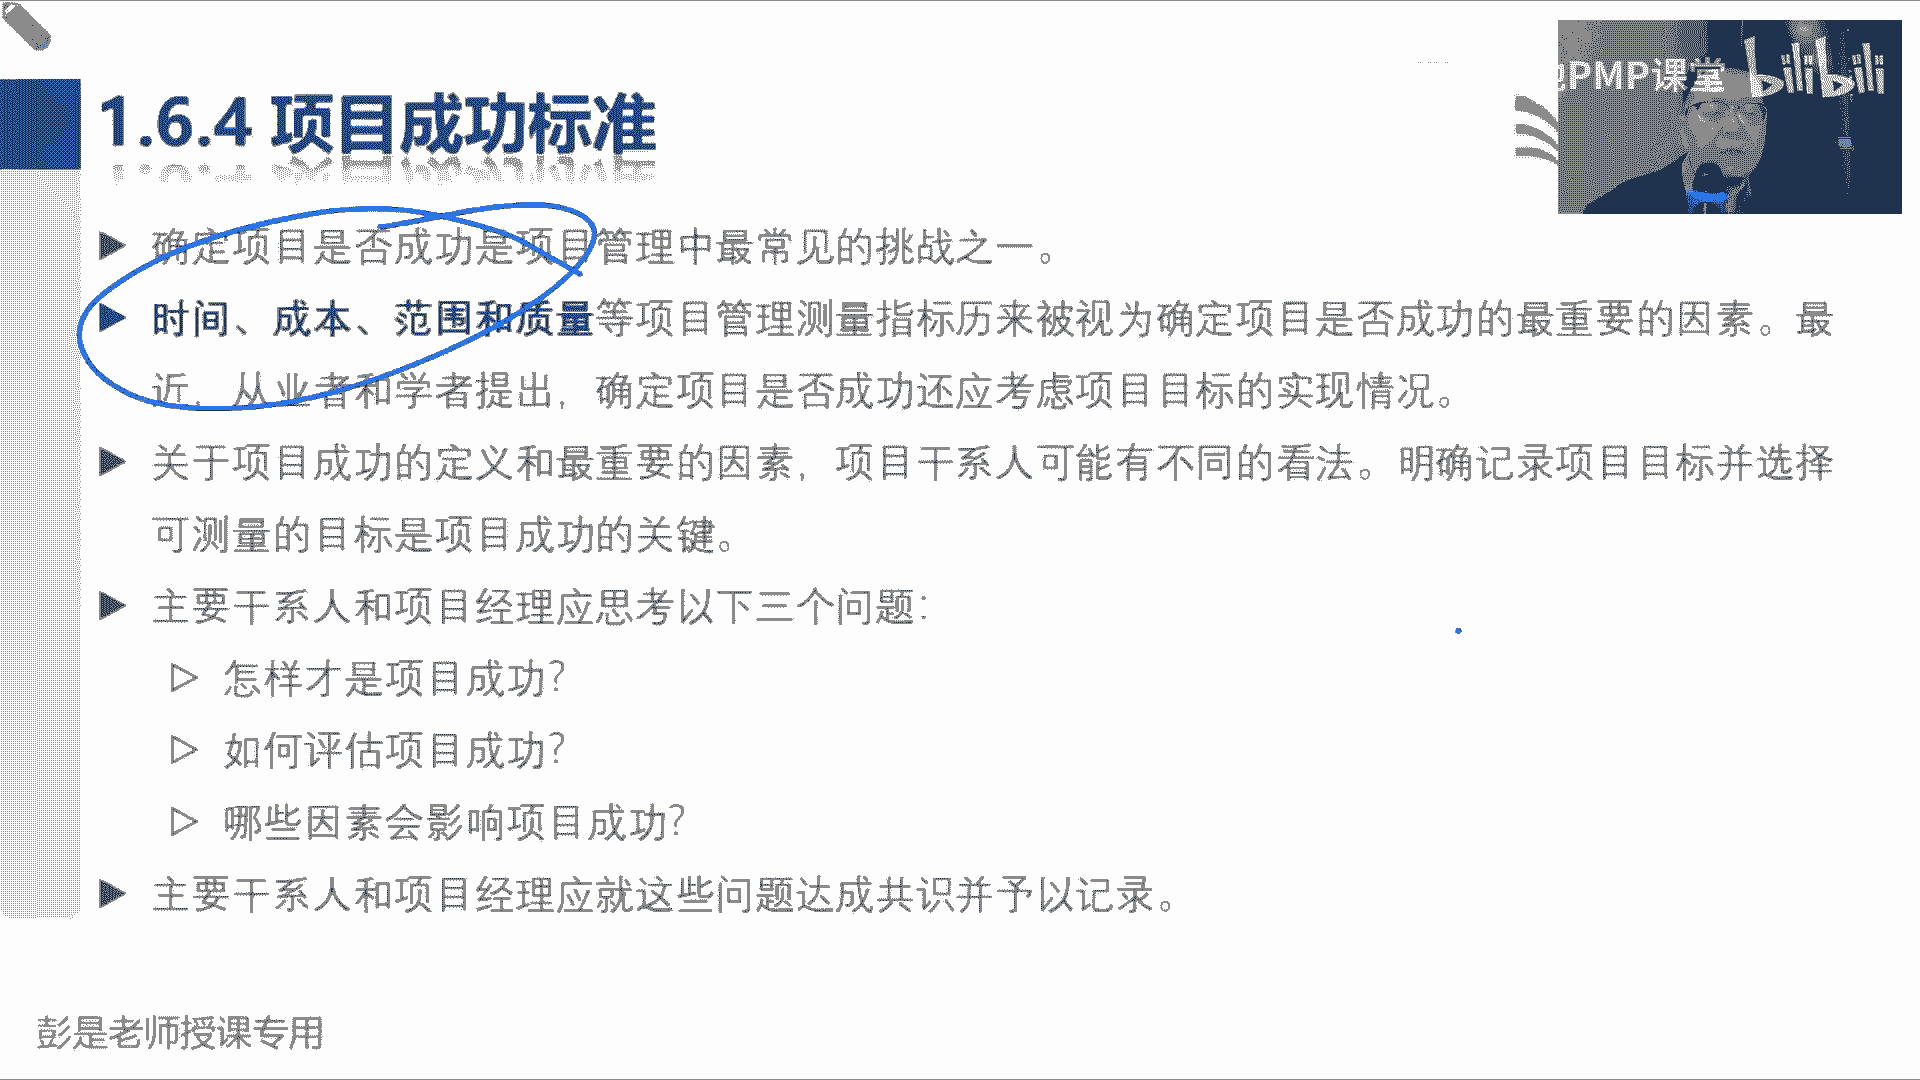 PMP课堂 bilibili
1.6.4 项目成功标准
确定项目是否成功是项目管理中最常见的挑战之一。
时间、成本、范围和质量等项目管理测量指标历来被视为确定项目是否成功的最重要的因素。最
近，从业者和学者提出，确定项目是否成功还应考虑项目目标的实现情况。
关于项目成功的定义和最重要的因素，项目干系人可能有不同的看法。明确记录项目目标并选择
可测量的目标是项目成功的关键。
主要干系人和项目经理应思考以下三个问题：
怎样才是项目成功？
如何评估项目成功？
哪些因素会影响项目成功？
主要干系人和项目经理应就这些问题达成共识并予以记录。
彭是老师授课专用